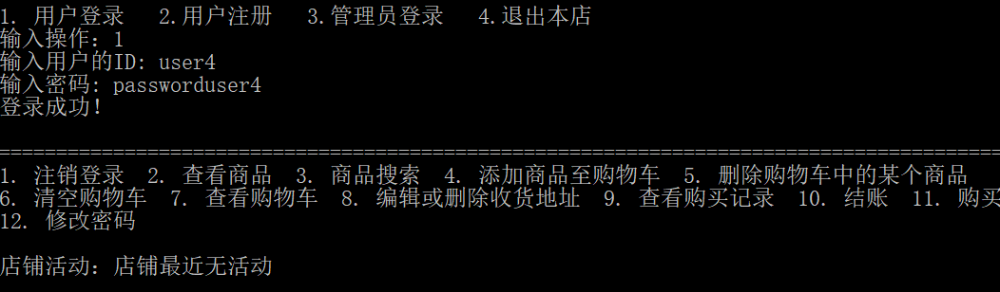 1. 用户登录   2.用户注册   3.管理员登录   4.退出本店
输入操作: 1
输入用户的ID: user4
输入密码: passworduser4
登录成功!
================================================================================
1. 注销登录  2. 查看商品  3. 商品搜索  4. 添加商品至购物车  5. 删除购物车中的某个商品
6. 清空购物车  7. 查看购物车  8. 编辑或删除收货地址  9. 查看购买记录  10. 结账  11. 购买
12. 修改密码
店铺活动: 店铺最近无活动